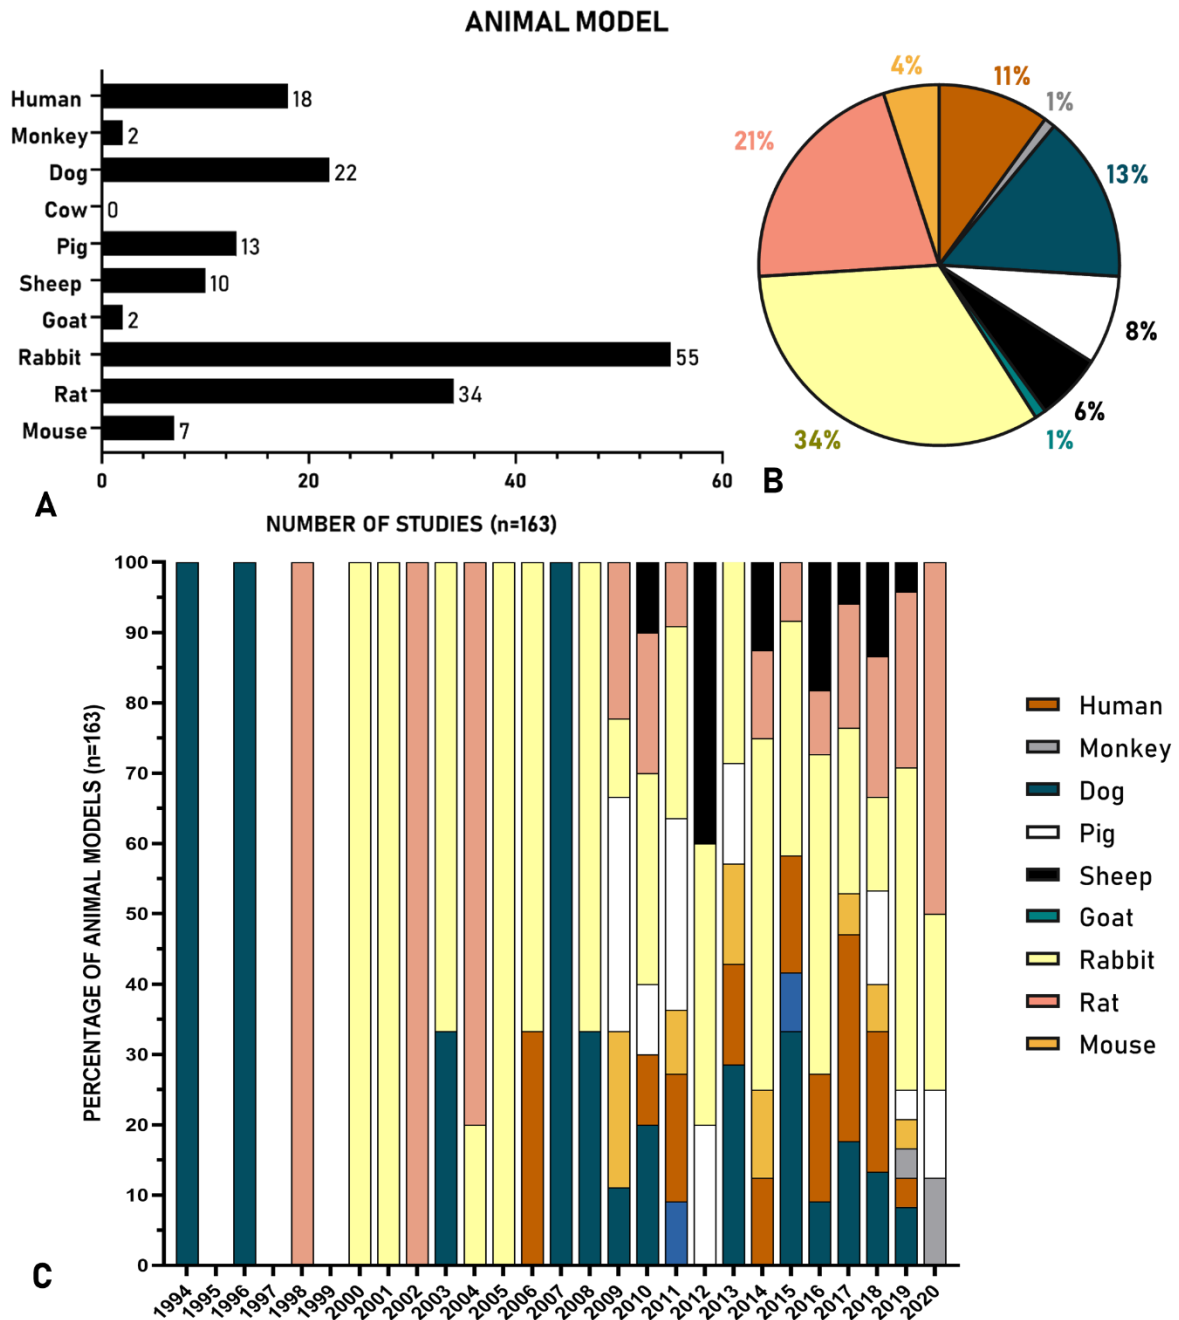 ANIMAL MODEL
Human 18
Monkey 2
Dog 22
Cow 0
Pig 13
Sheep 10
Goat 2
Rabbit 55
Rat 34
Mouse 7
0 20 40 60
A
NUMBER OF STUDIES (n=163)
4%
11%
1%
21%
13%
8%
6%
1%
34%
B
PERCENTAGE OF ANIMAL MODELS (n=163)
100
90
80
70
60
50
40
30
20
10
0
1994 1995 1996 1997 1998 1999 2000 2001 2002 2003 2004 2005 2006 2007 2008 2009 2010 2011 2012 2013 2014 2015 2016 2017 2018 2019 2020
C
Human
Monkey
Dog
Pig
Sheep
Goat
Rabbit
Rat
Mouse